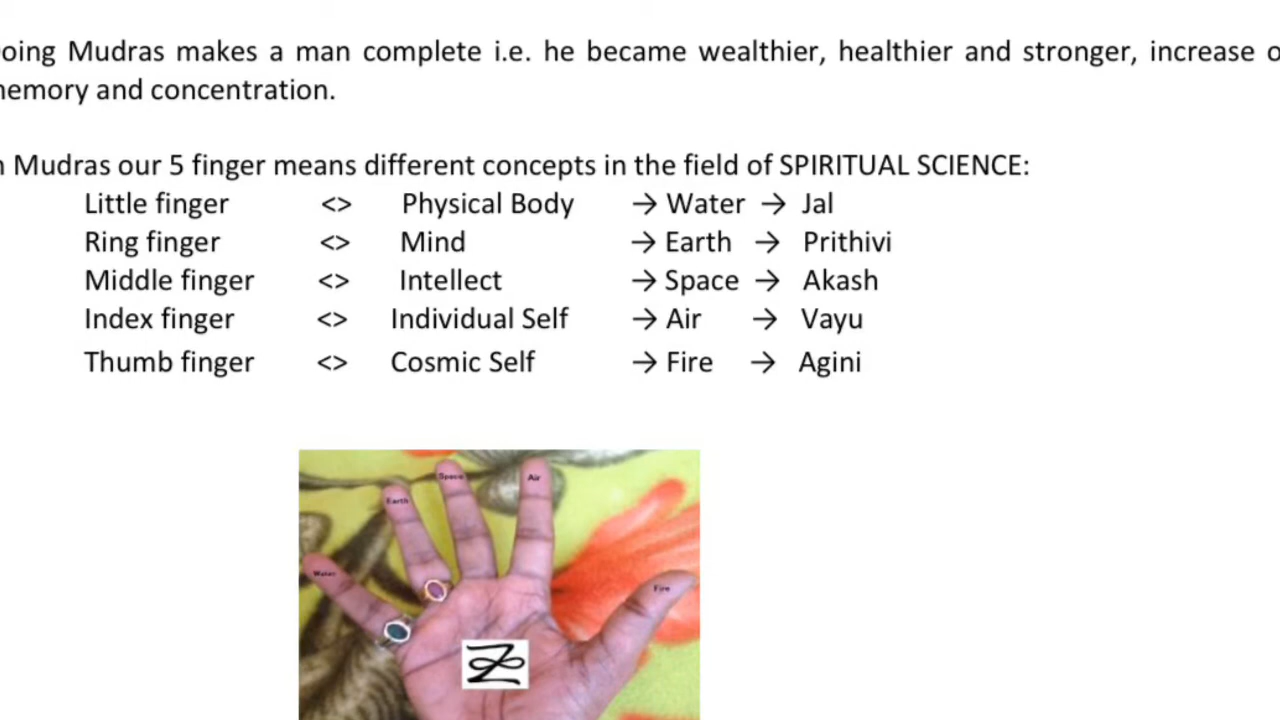 oing Mudras makes a man complete i.e. he became wealthier, healthier and stronger, increase o
emory and concentration.
Mudras our 5 finger means different concepts in the field of SPIRITUAL SCIENCE:
Little finger <> Physical Body → Water → Jal
Ring finger <> Mind → Earth → Prithivi
Middle finger <> Intellect → Space → Akash
Index finger <> Individual Self → Air → Vayu
Thumb finger <> Cosmic Self → Fire → Agini
Space Air
Earth
Water
Fire